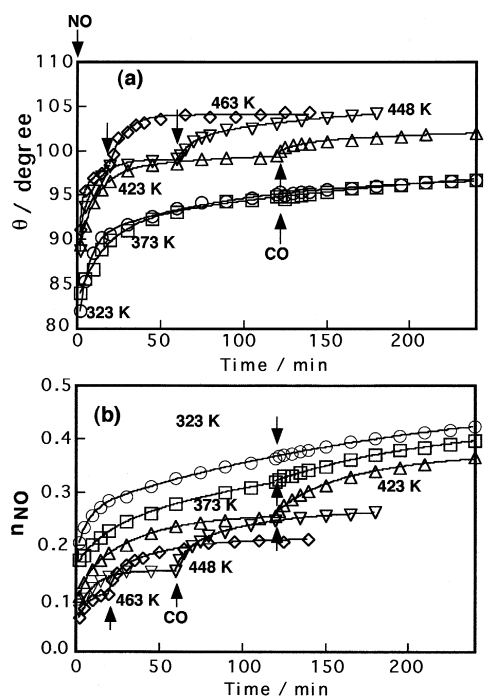 NO
110
(a)
463 K
105
448 K
100
θ / degree
423 K
95
373 K
90
CO
85
323 K
80
0
50
100
150
200
Time / min
0.5
(b)
323 K
0.4
423 K
0.3
373 K
nNO
0.2
448 K
0.1
463 K
CO
0.0
0
50
100
150
200
Time / min